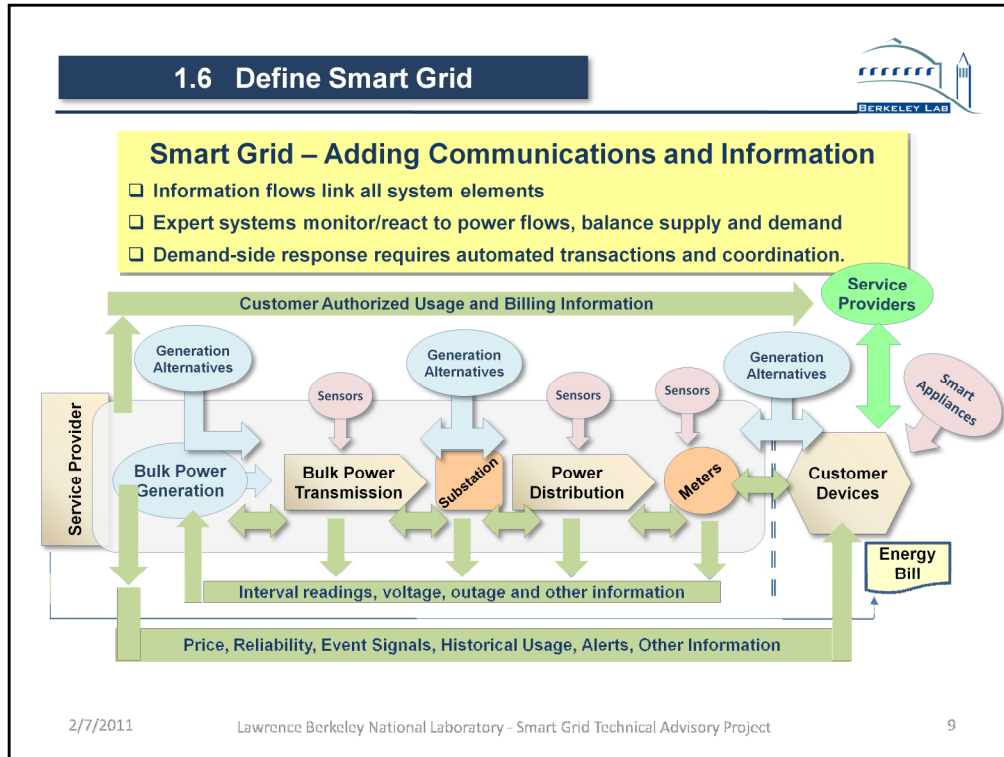 1.6 Define Smart Grid
BERKELEY LAB
Smart Grid – Adding Communications and Information
❑ Information flows link all system elements
❑ Expert systems monitor/react to power flows, balance supply and demand
❑ Demand-side response requires automated transactions and coordination.
Service
Providers
Customer Authorized Usage and Billing Information
Generation
Alternatives
Generation
Alternatives
Generation
Alternatives
Sensors
Sensors
Sensors
Smart
Appliances
Service Provider
Bulk Power
Generation
Bulk Power
Transmission
Substation
Power
Distribution
Meters
Customer
Devices
Energy
Bill
Interval readings, voltage, outage and other information
Price, Reliability, Event Signals, Historical Usage, Alerts, Other Information
2/7/2011
Lawrence Berkeley National Laboratory - Smart Grid Technical Advisory Project
9